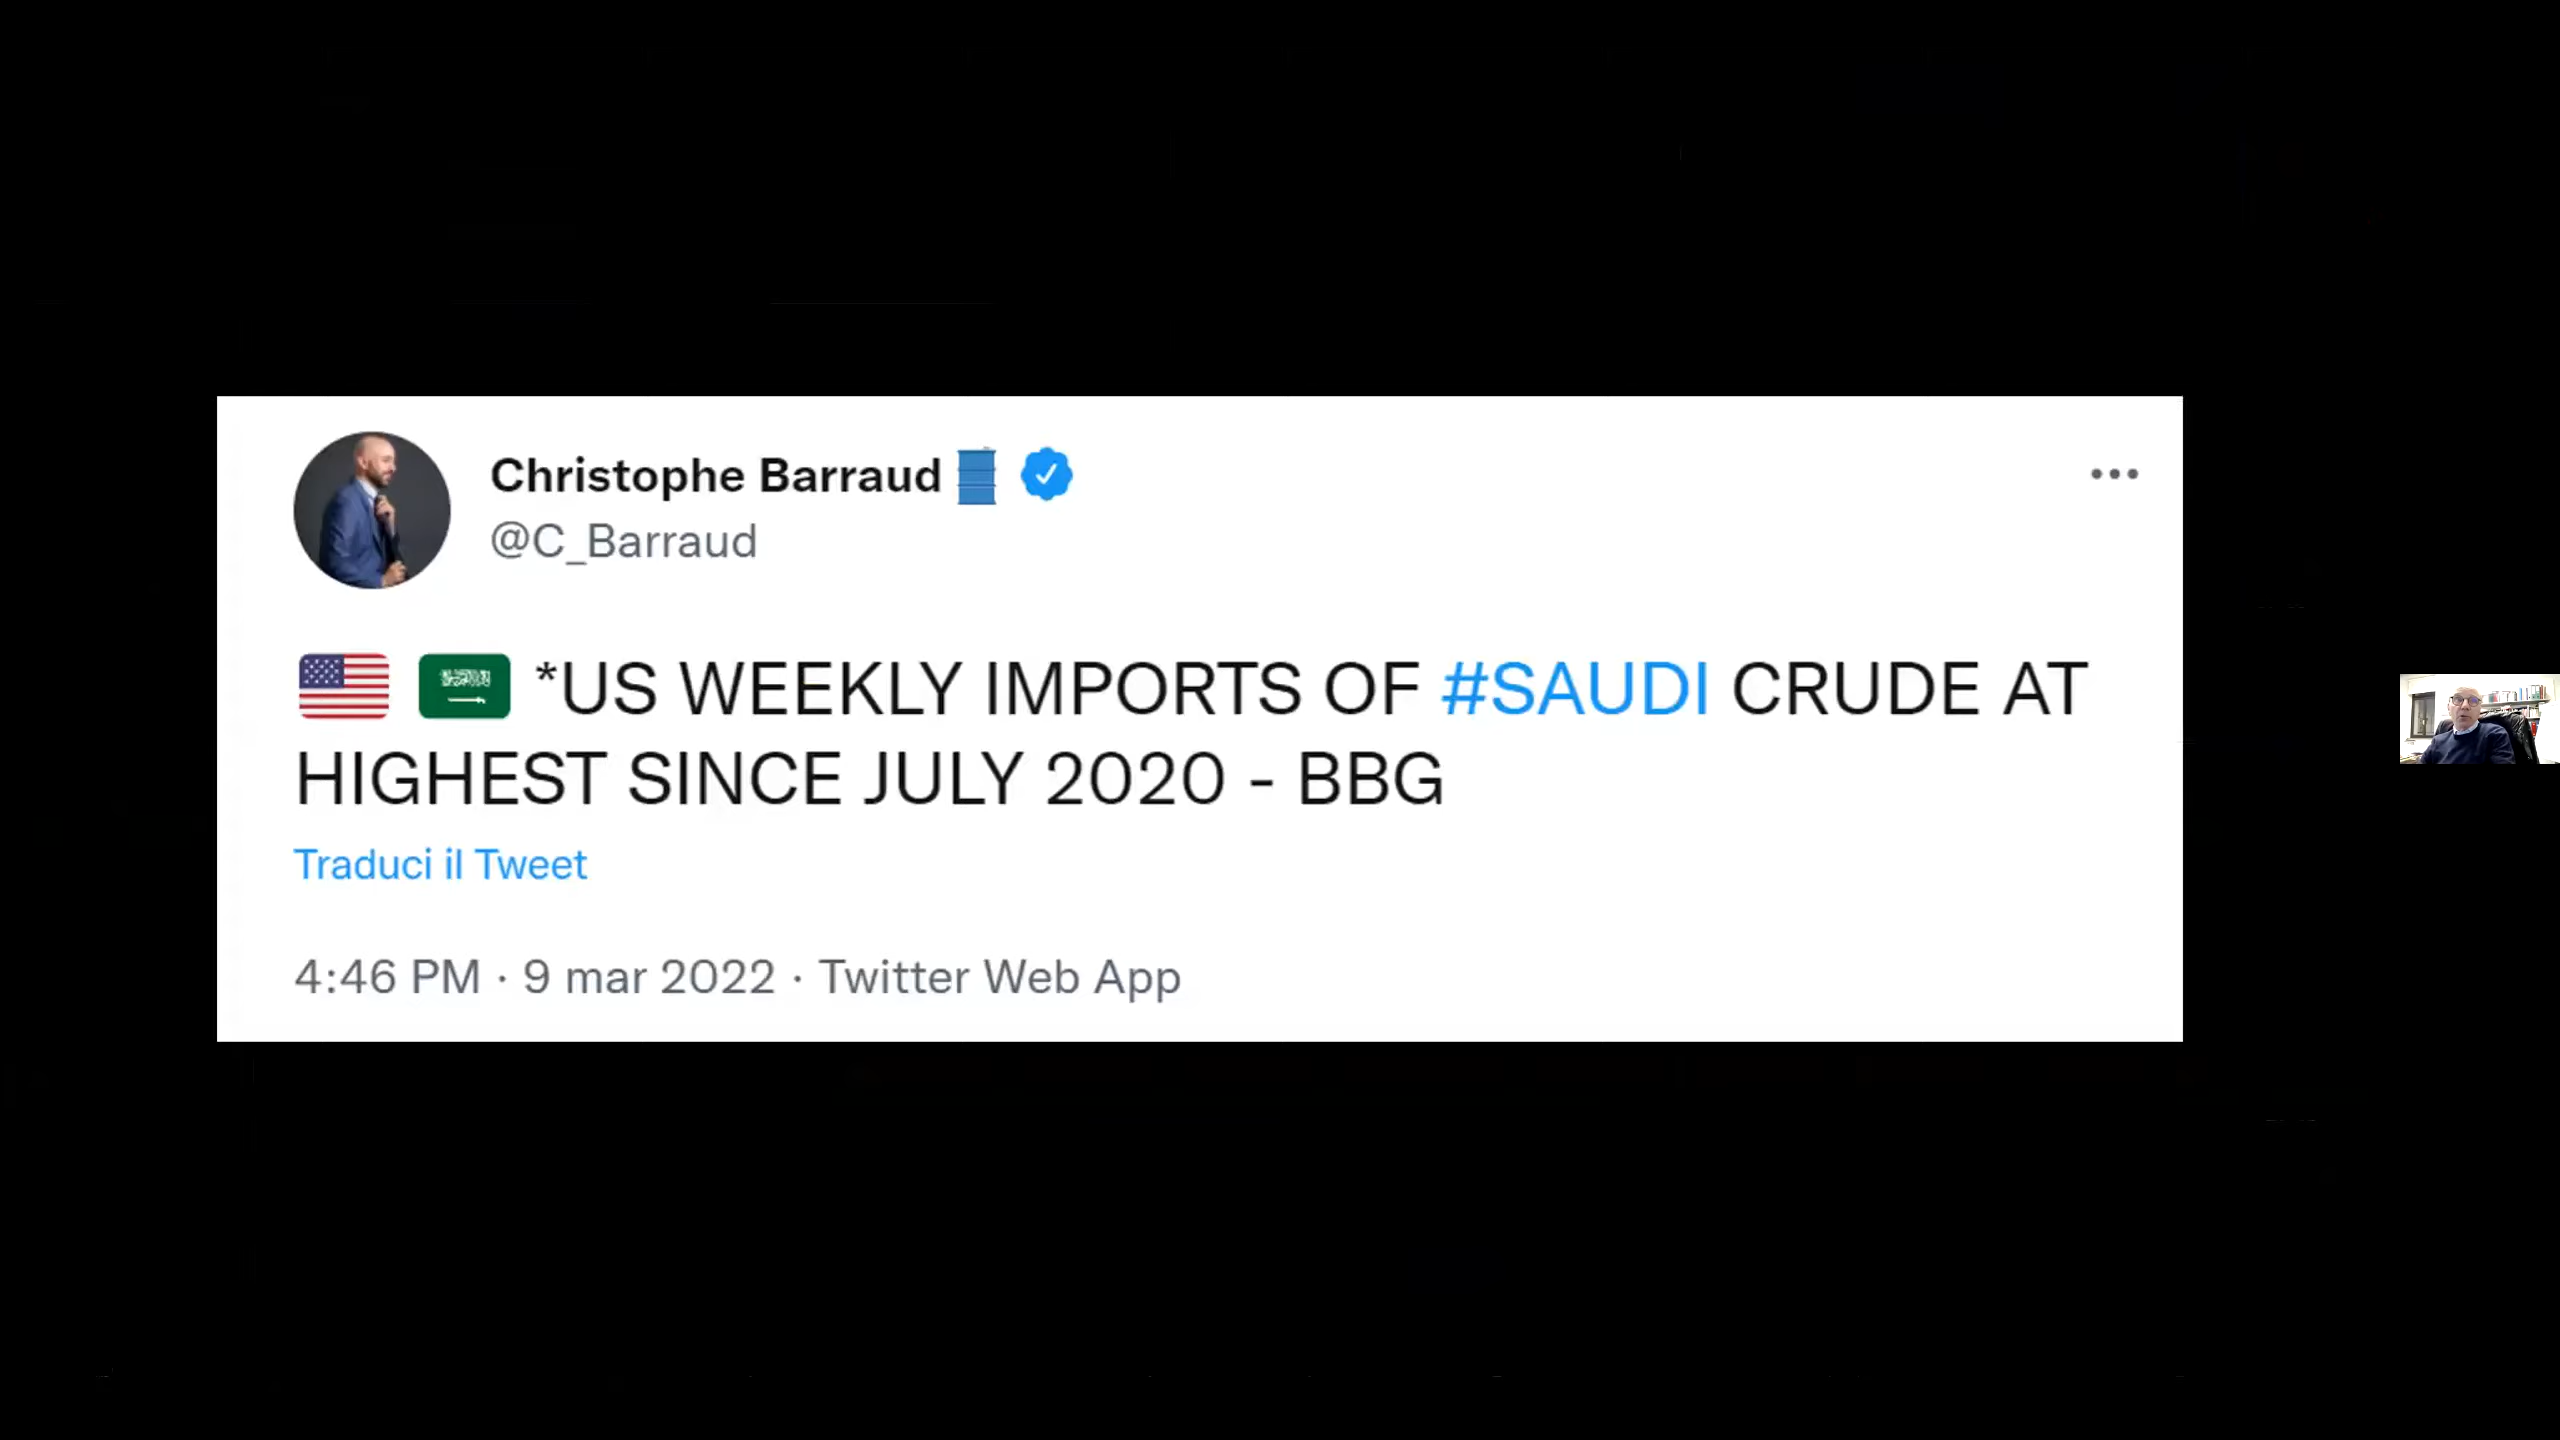 Christophe Barraud
@C_Barraud
*US WEEKLY IMPORTS OF #SAUDI CRUDE AT
HIGHEST SINCE JULY 2020 - BBG
Traduci il Tweet
4:46 PM · 9 mar 2022 · Twitter Web App